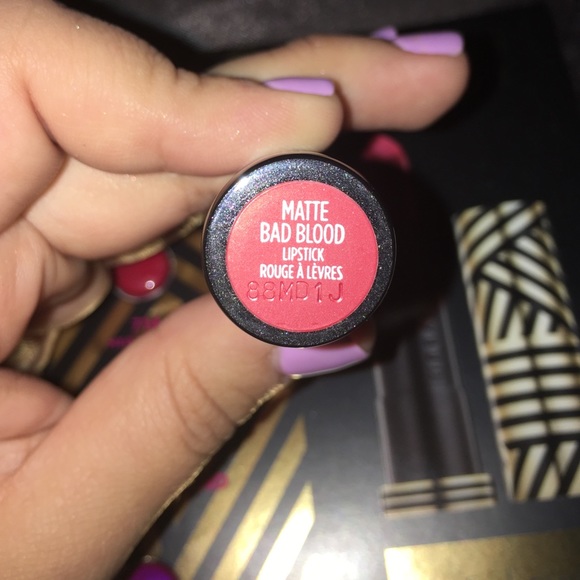 MATTE
BAD BLOOD
LIPSTICK
ROUGE À LÈVRES
88MD1J